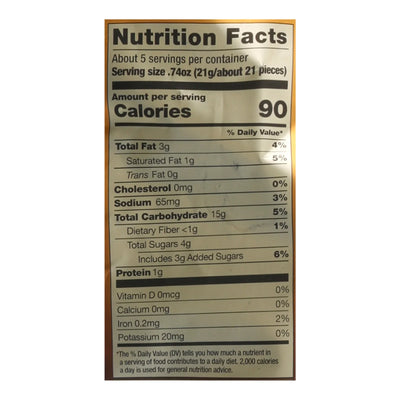 Nutrition Facts
About 5 servings per container
Serving size .74oz (21g/about 21 pieces)
Amount per serving
Calories 90
% Daily Value*
Total Fat 3g 4%
Saturated Fat 1g 5%
Trans Fat 0g
Cholesterol 0mg 0%
Sodium 65mg 3%
Total Carbohydrate 15g 5%
Dietary Fiber <1g 1%
Total Sugars 4g
Includes 3g Added Sugars 6%
Protein 1g
Vitamin D 0mcg 0%
Calcium 0mg 0%
Iron 0.2mg 2%
Potassium 20mg 0%
*The % Daily Value (DV) tells you how much a nutrient in
a serving of food contributes to a daily diet. 2,000 calories
a day is used for general nutrition advice.